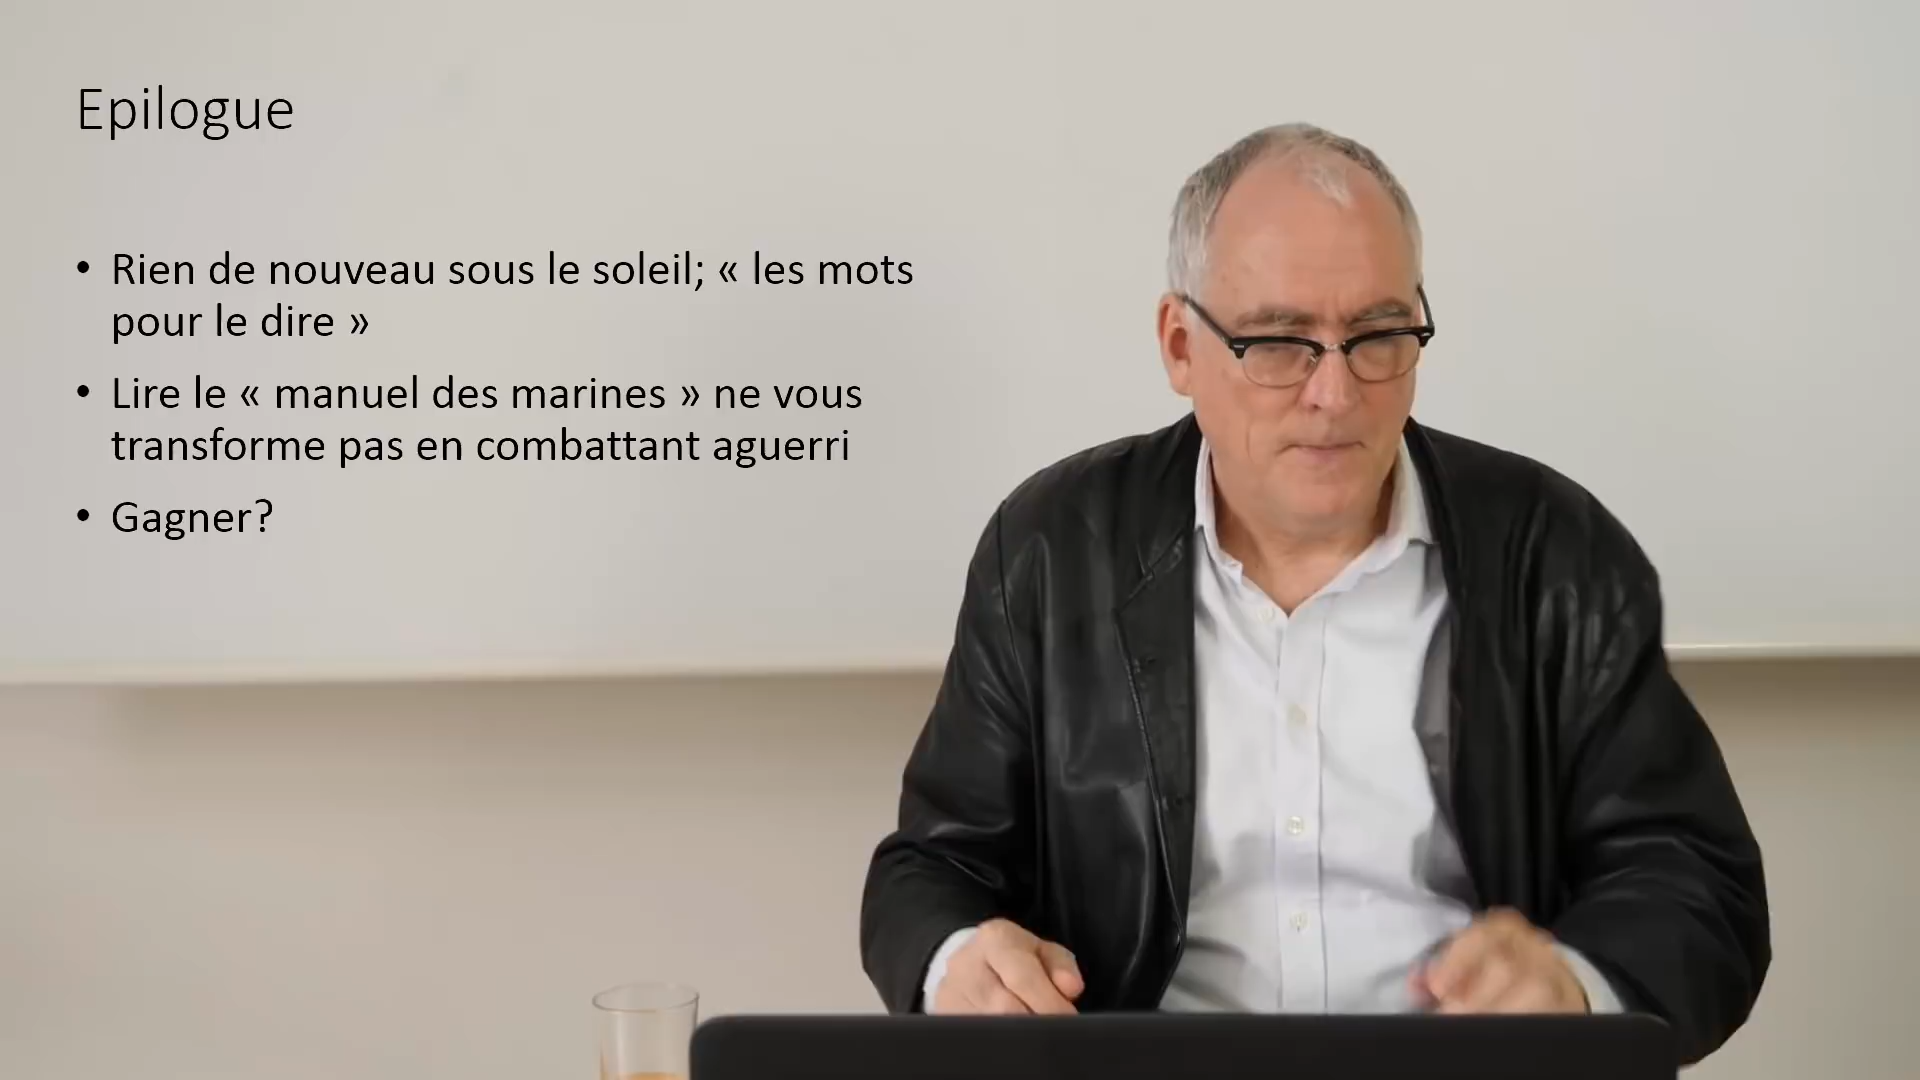 Epilogue
• Rien de nouveau sous le soleil; « les mots
pour le dire »
• Lire le « manuel des marines » ne vous
transforme pas en combattant aguerri
• Gagner?